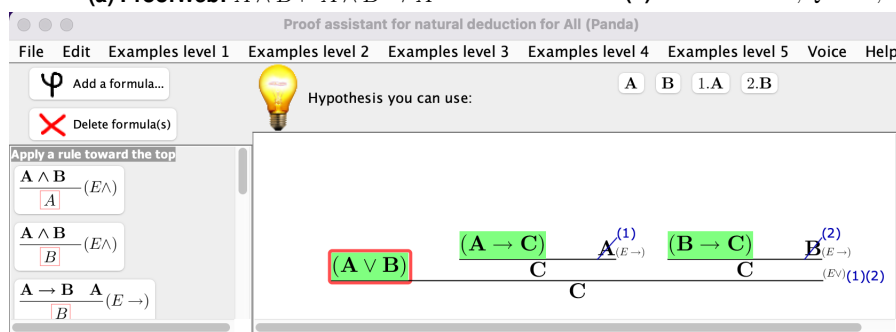 (a) ProofWeb:
Proof assistant for natural deduction for All (Panda)
File Edit Examples level 1 Examples level 2 Examples level 3 Examples level 4 Examples level 5 Voice Help
φ Add a formula...
Delete formula(s)
Hypothesis you can use:
A B 1.A 2.B
Apply a rule toward the top
A ∧ B
A (E∧)
A ∧ B
B (E∧)
A → B A
B (E →)
(A ∨ B)
(A → C) A (1)
C (E →)
(B → C) B (2)
C (E →)
C (E∨) (1)(2)